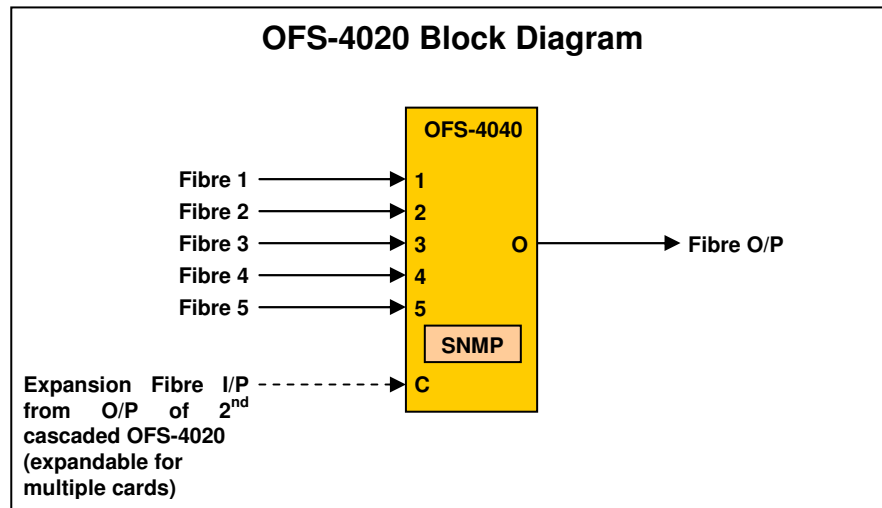 OFS-4020 Block Diagram
OFS-4040
Fibre 1
1
Fibre 2
2
Fibre 3
3
O
Fibre O/P
Fibre 4
4
Fibre 5
5
SNMP
Expansion Fibre I/P
from O/P of 2nd
cascaded OFS-4020
(expandable for
multiple cards)
C